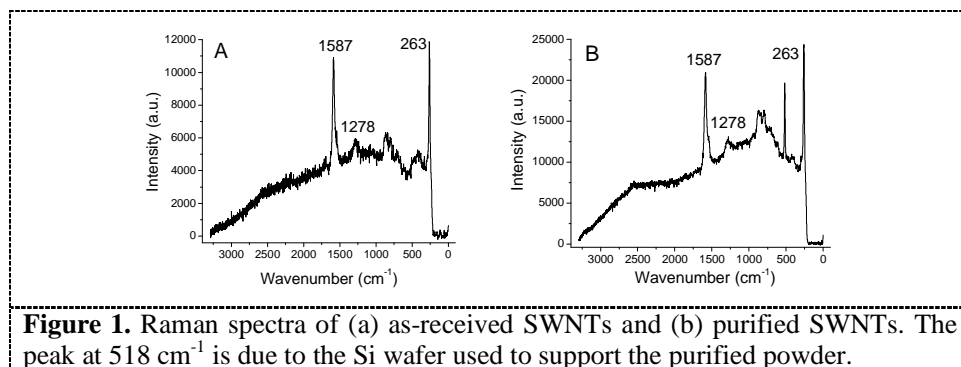 A
1587
263
1278
12000
10000
8000
6000
4000
2000
0
3000 2500 2000 1500 1000 500 0
Intensity (a.u.)
Wavenumber (cm⁻¹)
B
1587
263
1278
25000
20000
15000
10000
5000
0
3000 2500 2000 1500 1000 500 0
Intensity (a.u.)
Wavenumber (cm⁻¹)
Figure 1. Raman spectra of (a) as-received SWNTs and (b) purified SWNTs. The
peak at 518 cm⁻¹ is due to the Si wafer used to support the purified powder.